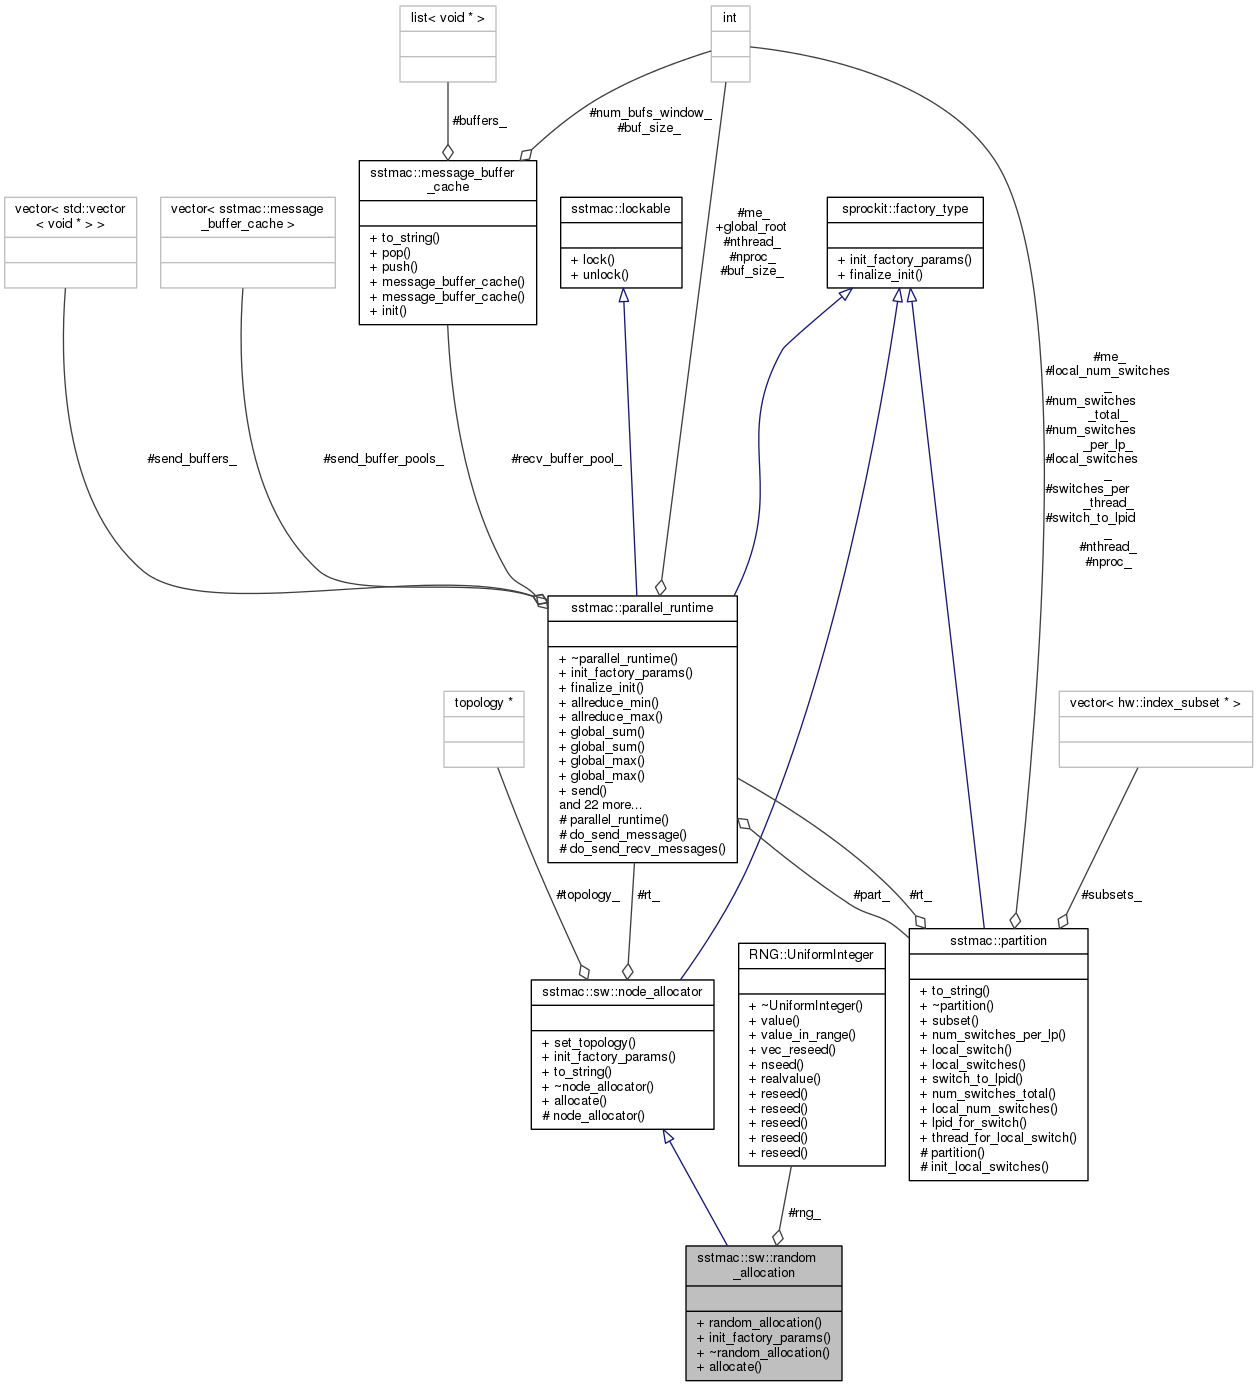 list< void * >
int
#buffers_
#num_bufs_window_
#buf_size_
sstmac::message_buffer
_cache
+ to_string()
+ pop()
+ push()
+ message_buffer_cache()
+ message_buffer_cache()
+ init()
vector< std::vector
< void * > >
vector< sstmac::message
_buffer_cache >
sstmac::lockable
+ lock()
+ unlock()
#me_
+global_root
#nthread_
#nproc_
#buf_size_
sprockit::factory_type
+ init_factory_params()
+ finalize_init()
#me_
#local_num_switches
_
#num_switches
_total_
#num_switches
_per_lp_
#local_switches
_
#switches_per
_thread_
#switch_to_lpid
_
#nthread_
#nproc_
#send_buffers_
#send_buffer_pools_
#recv_buffer_pool_
sstmac::parallel_runtime
+ ~parallel_runtime()
+ init_factory_params()
+ finalize_init()
+ allreduce_min()
+ allreduce_max()
+ global_sum()
+ global_sum()
+ global_max()
+ global_max()
+ send()
and 22 more...
# parallel_runtime()
# do_send_message()
# do_send_recv_messages()
topology *
vector< hw::index_subset * >
#topology_
#rt_
#part_
#rt_
#subsets_
sstmac::sw::node_allocator
+ set_topology()
+ init_factory_params()
+ to_string()
+ ~node_allocator()
+ allocate()
# node_allocator()
RNG::UniformInteger
+ ~UniformInteger()
+ value()
+ value_in_range()
+ vec_reseed()
+ nseed()
+ realvalue()
+ reseed()
+ reseed()
+ reseed()
+ reseed()
+ reseed()
sstmac::partition
+ to_string()
+ ~partition()
+ subset()
+ num_switches_per_lp()
+ local_switch()
+ local_switches()
+ switch_to_lpid()
+ num_switches_total()
+ local_num_switches()
+ lpid_for_switch()
+ thread_for_local_switch()
# partition()
# init_local_switches()
#rng_
sstmac::sw::random
_allocation
+ random_allocation()
+ init_factory_params()
+ ~random_allocation()
+ allocate()